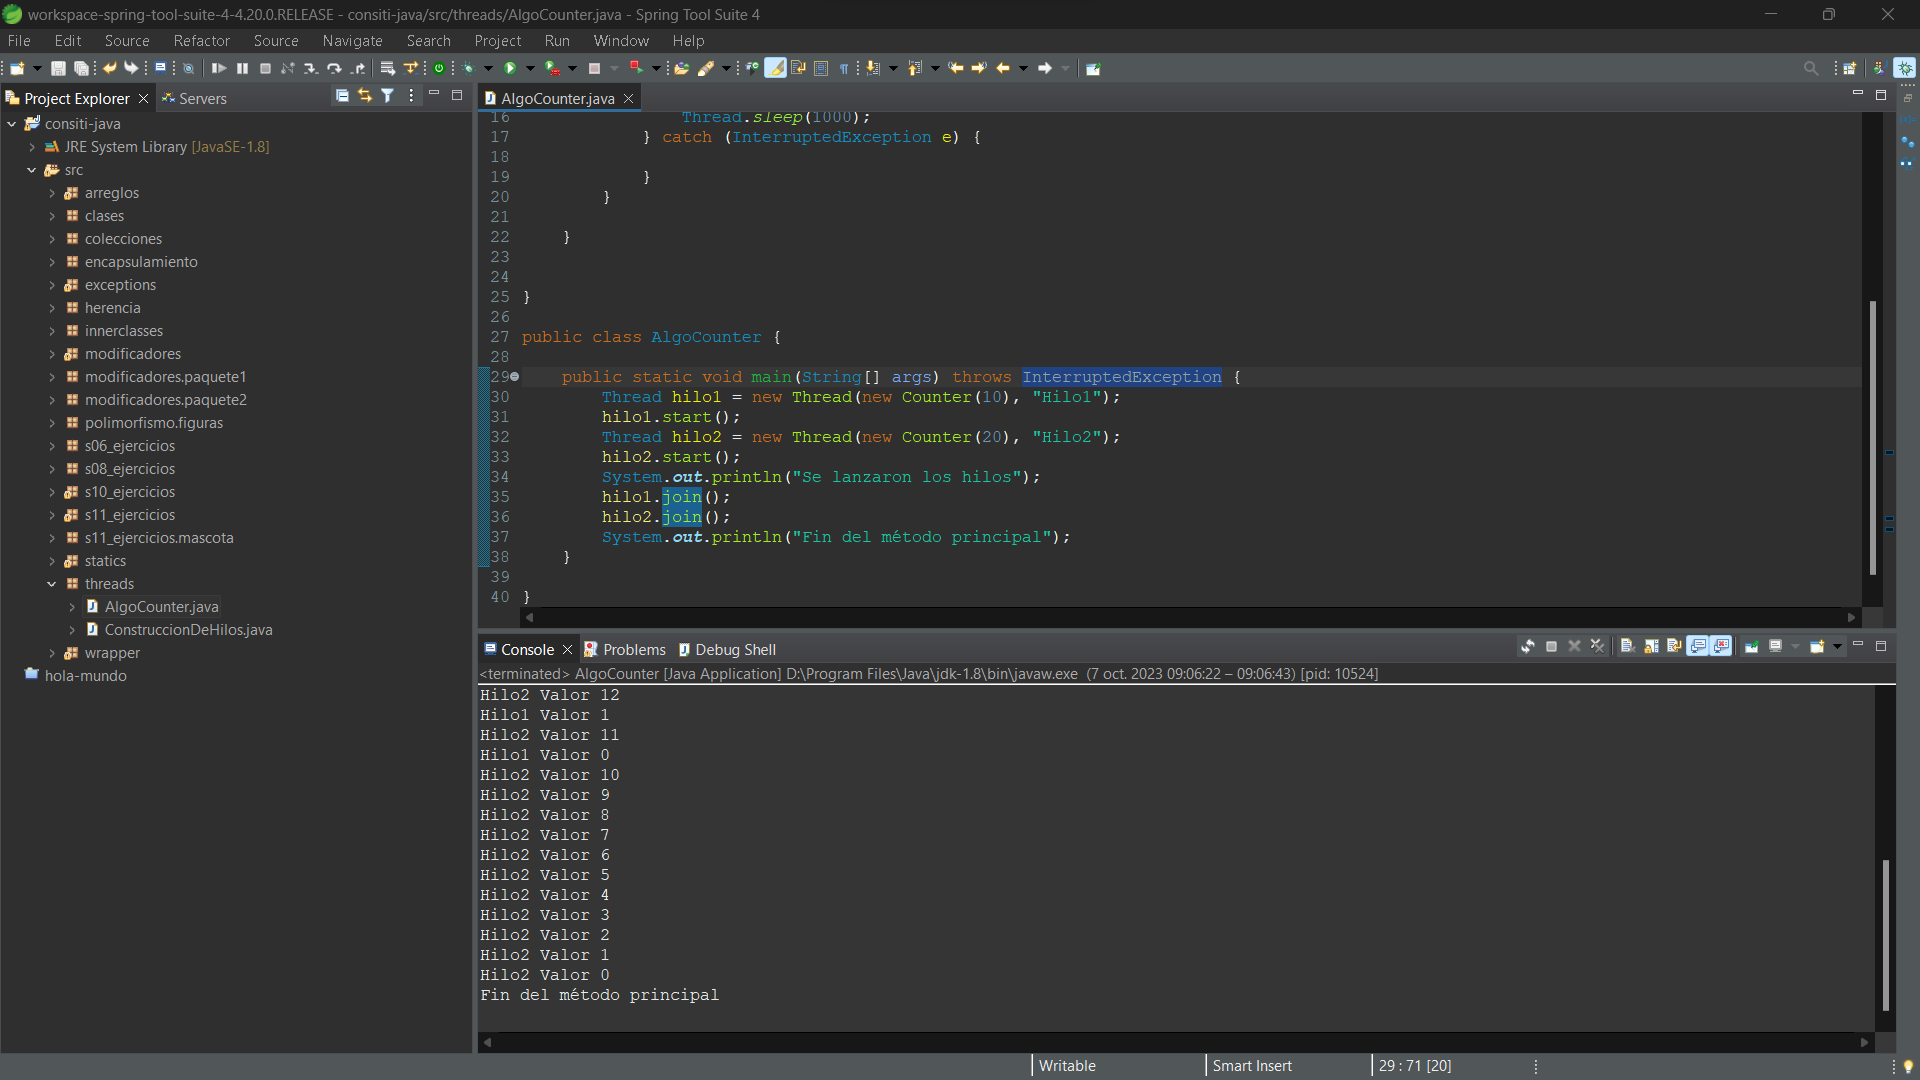 workspace-spring-tool-suite-4-4.20.0.RELEASE - consiti-java/src/threads/AlgoCounter.java - Spring Tool Suite 4
File Edit Source Refactor Source Navigate Search Project Run Window Help
Project Explorer
Servers
consiti-java
JRE System Library [JavaSE-1.8]
src
arreglos
clases
colecciones
encapsulamiento
exceptions
herencia
innerclasses
modificadores
modificadores.paquete1
modificadores.paquete2
polimorfismo.figuras
s06_ejercicios
s08_ejercicios
s10_ejercicios
s11_ejercicios
s11_ejercicios.mascota
statics
threads
AlgoCounter.java
ConstruccionDeHilos.java
wrapper
hola-mundo
AlgoCounter.java
16 Thread.sleep(1000);
17 } catch (InterruptedException e) {
18
19 }
20 }
21
22 }
23
24
25 }
26
27 public class AlgoCounter {
28
29 public static void main(String[] args) throws InterruptedException {
30 Thread hilo1 = new Thread(new Counter(10), "Hilo1");
31 hilo1.start();
32 Thread hilo2 = new Thread(new Counter(20), "Hilo2");
33 hilo2.start();
34 System.out.println("Se lanzaron los hilos");
35 hilo1.join();
36 hilo2.join();
37 System.out.println("Fin del método principal");
38 }
39
40 }
Console Problems Debug Shell
<terminated> AlgoCounter [Java Application] D:\Program Files\Java\jdk-1.8\bin\javaw.exe (7 oct. 2023 09:06:22 – 09:06:43) [pid: 10524]
Hilo2 Valor 12
Hilo1 Valor 1
Hilo2 Valor 11
Hilo1 Valor 0
Hilo2 Valor 10
Hilo2 Valor 9
Hilo2 Valor 8
Hilo2 Valor 7
Hilo2 Valor 6
Hilo2 Valor 5
Hilo2 Valor 4
Hilo2 Valor 3
Hilo2 Valor 2
Hilo2 Valor 1
Hilo2 Valor 0
Fin del método principal
Writable
Smart Insert
29 : 71 [20]